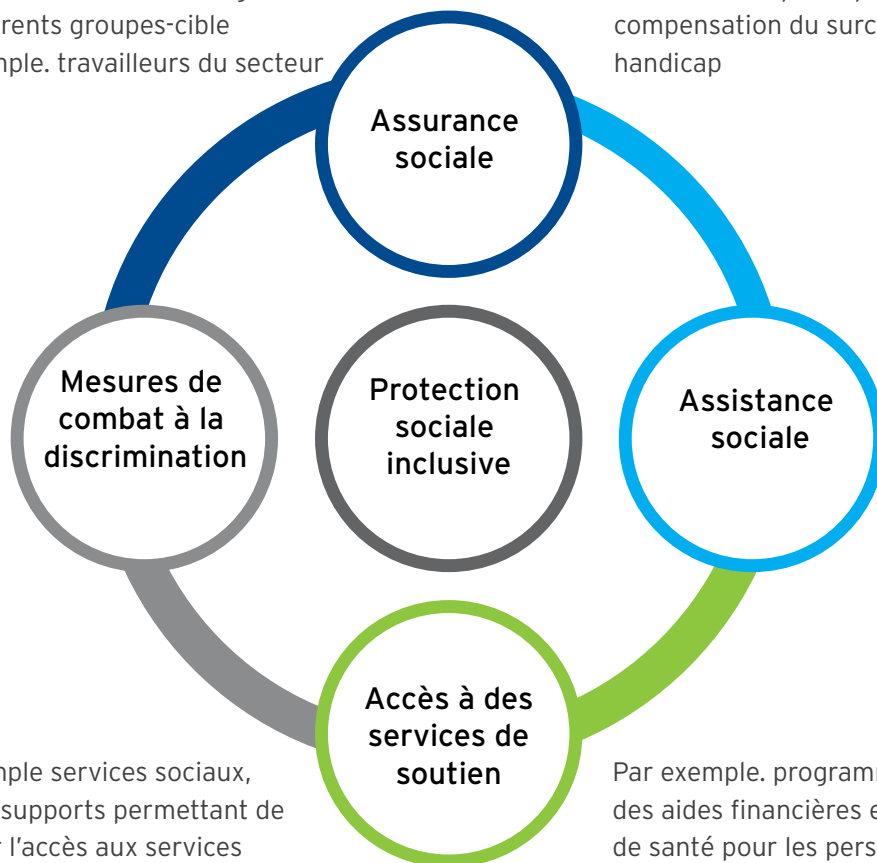 rents groupes-cible
nple. travailleurs du secteur
compensation du surc
handicap
Assurance
sociale
Mesures de
combat à la
discrimination
Protection
sociale
inclusive
Assistance
sociale
Accès à des
services de
soutien
nple services sociaux,
supports permettant de
l'accès aux services
Par exemple. programm
des aides financières e
de santé pour les pers